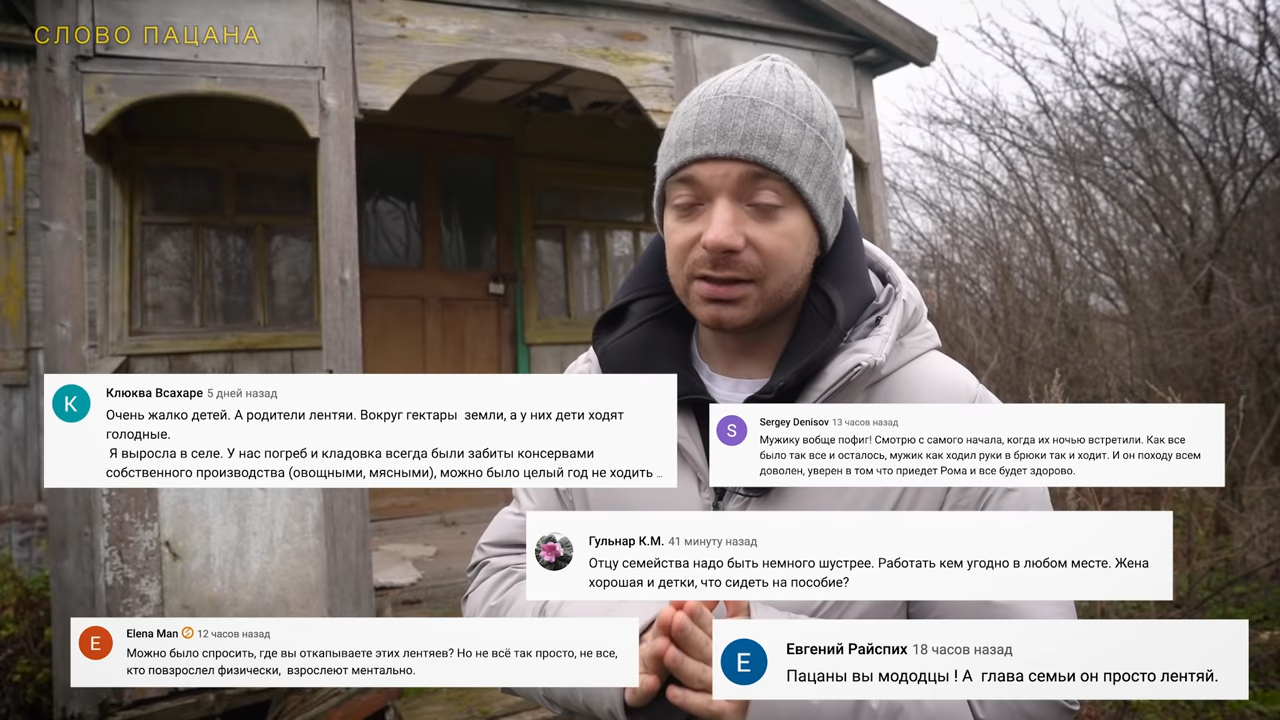 СЛОВО ПАЦАНА
К
Клюква Всахаре 5 дней назад
Очень жалко детей. А родители лентяи. Вокруг гектары земли, а у них дети ходят
голодные.
Я выросла в селе. У нас погреб и кладовка всегда были забиты консервами
собственного производства (овощными, мясными), можно было целый год не ходить ...
S
Sergey Denisov 13 часов назад
Мужику вобще пофиг! Смотрю с самого начала, когда их ночью встретили. Как все
было так все и осталось, мужик как ходил руки в брюки так и ходит. И он походу всем
доволен, уверен в том что приедет Рома и все будет здорово.
Гульнар К.М. 41 минуту назад
Отцу семейства надо быть немного шустрее. Работать кем угодно в любом месте. Жена
хорошая и детки, что сидеть на пособие?
E
Elena Man 12 часов назад
Можно было спросить, где вы откапываете этих лентяев? Но не всё так просто, не все,
кто повзрослел физически, взрослеют ментально.
Е
Евгений Райспих 18 часов назад
Пацаны вы мододцы ! А глава семьи он просто лентяй.